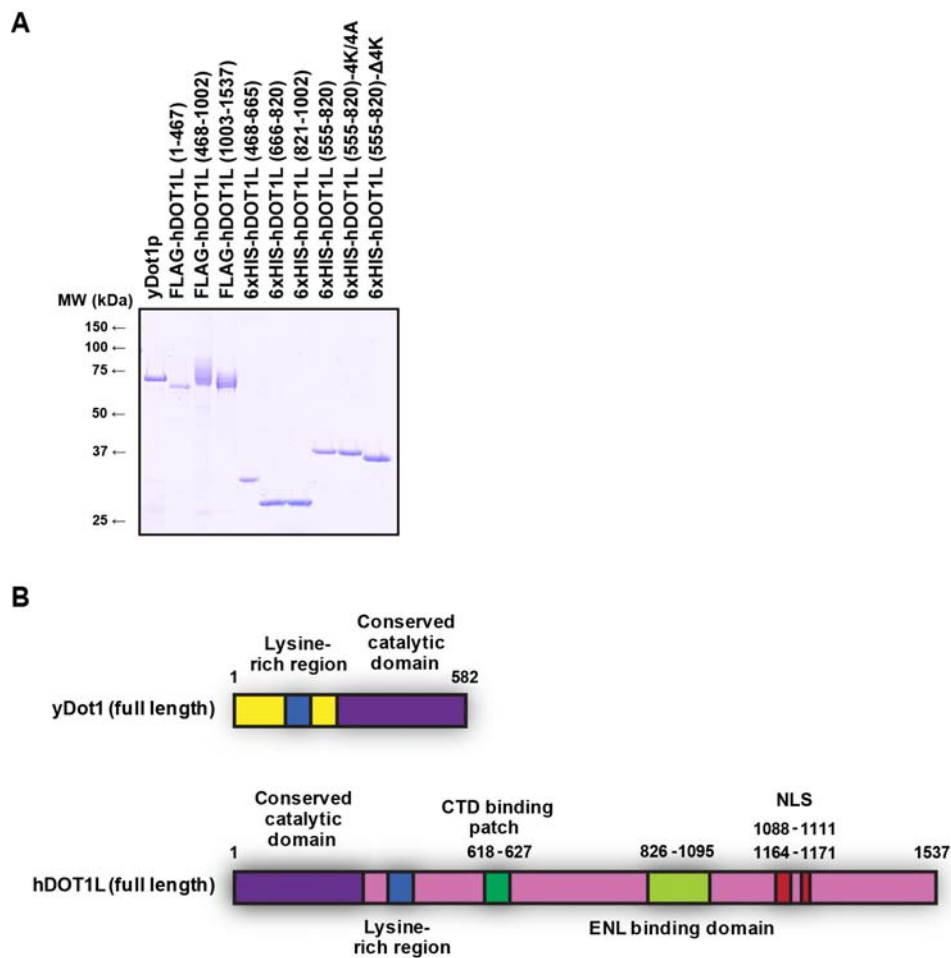 A
yDot1p
FLAG-hDOT1L (1-467)
FLAG-hDOT1L (468-1002)
FLAG-hDOT1L (1003-1537)
6xHIS-hDOT1L (468-665)
6xHIS-hDOT1L (666-820)
6xHIS-hDOT1L (821-1002)
6xHIS-hDOT1L (555-820)
6xHIS-hDOT1L (555-820)-4K/4A
6xHIS-hDOT1L (555-820)-Δ4K
MW (kDa)
150 ←
100 ←
75 ←
50 ←
37 ←
25 ←
B
Lysine-
rich region
Conserved
catalytic
domain
1
582
yDot1 (full length)
Conserved
catalytic
domain
CTD binding
patch
NLS
1088 - 1111
1
618 - 627
826 - 1095
1164 - 1171
1537
hDOT1L (full length)
Lysine-
rich region
ENL binding domain